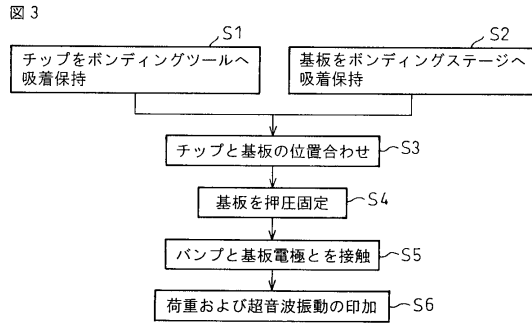 図3
S1
チップをボンディングツールへ
吸着保持
S2
基板をボンディングステージへ
吸着保持
チップと基板の位置合わせ
S3
基板を押圧固定
S4
バンプと基板電極とを接触
S5
荷重および超音波振動の印加
S6